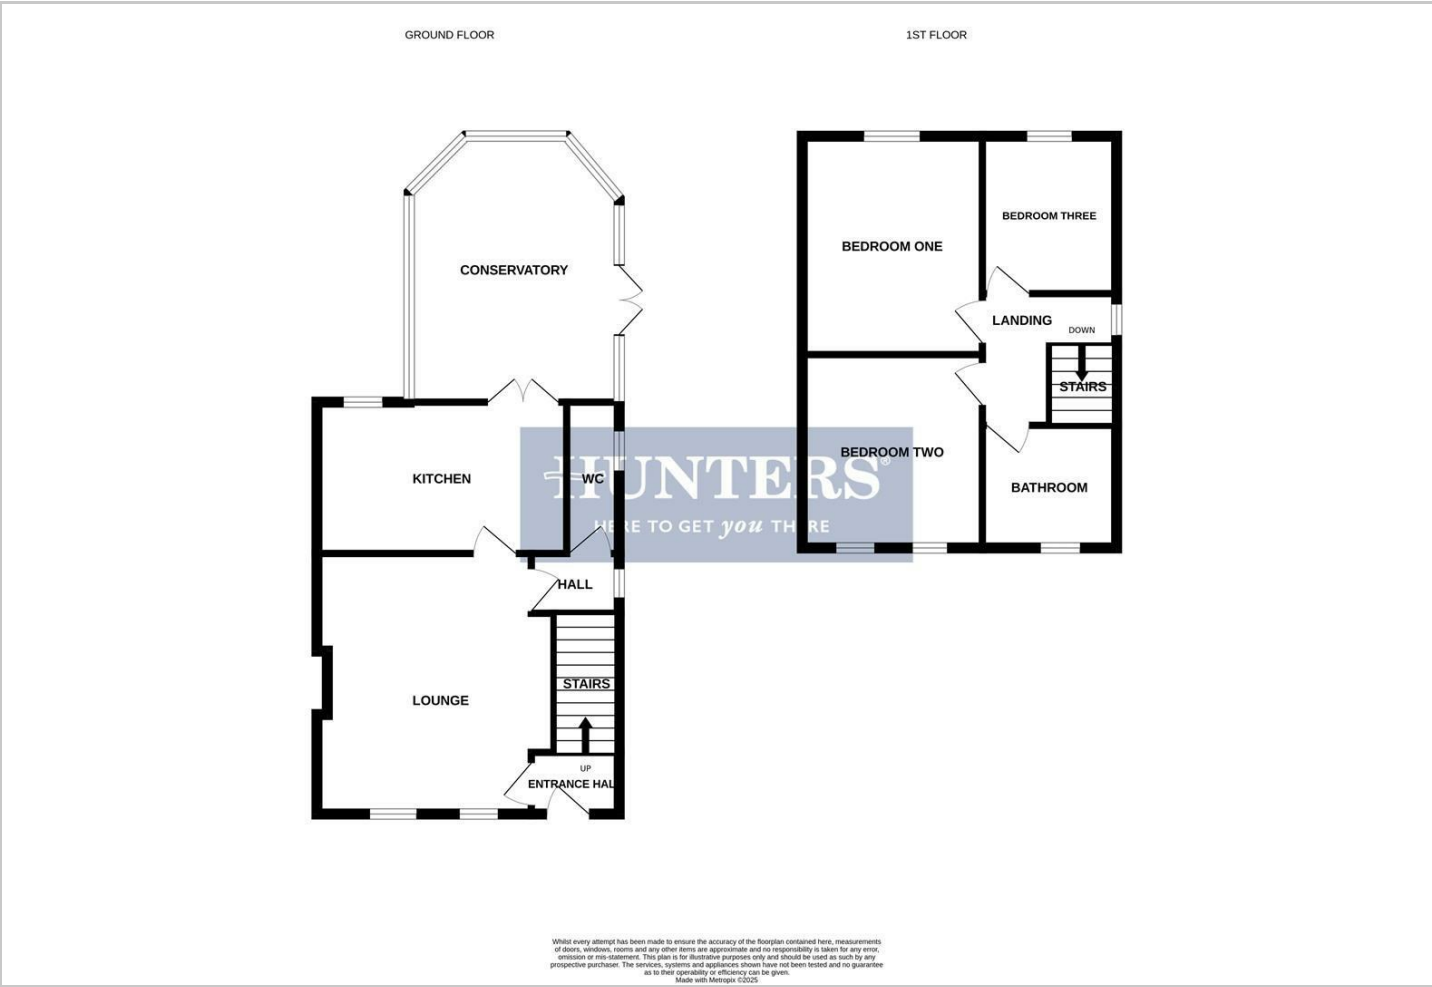 GROUND FLOOR
1ST FLOOR
CONSERVATORY
KITCHEN
WC
HALL
LOUNGE
STAIRS
UP
ENTRANCE HAL
BEDROOM ONE
BEDROOM THREE
LANDING
DOWN
STAIRS
BEDROOM TWO
BATHROOM
HUNTERS®
HERE TO GET you THERE
Whilst every attempt has been made to ensure the accuracy of the floorplan contained here, measurements
of doors, windows, rooms and any other items are approximate and no responsibility is taken for any error,
omission or mis-statement. This plan is for illustrative purposes only and should be used as such by any
prospective purchaser. The services, systems and appliances shown have not been tested and no guarantee
as to their operability or efficiency can be given.
Made with Metropix ©2025